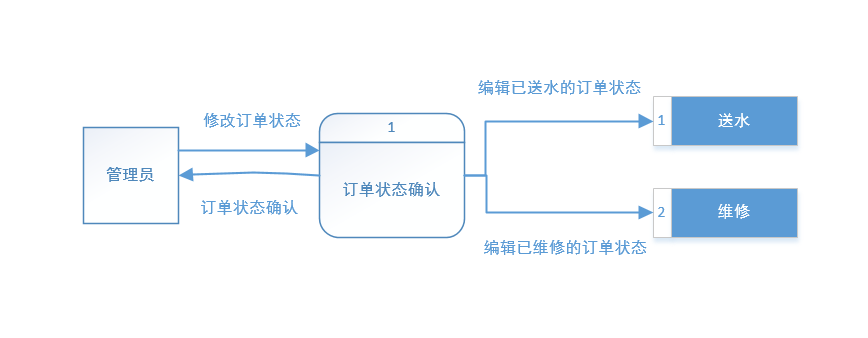 编辑已送水的订单状态
修改订单状态
1
1 送水
管理员
订单状态确认
订单状态确认
2 维修
编辑已维修的订单状态